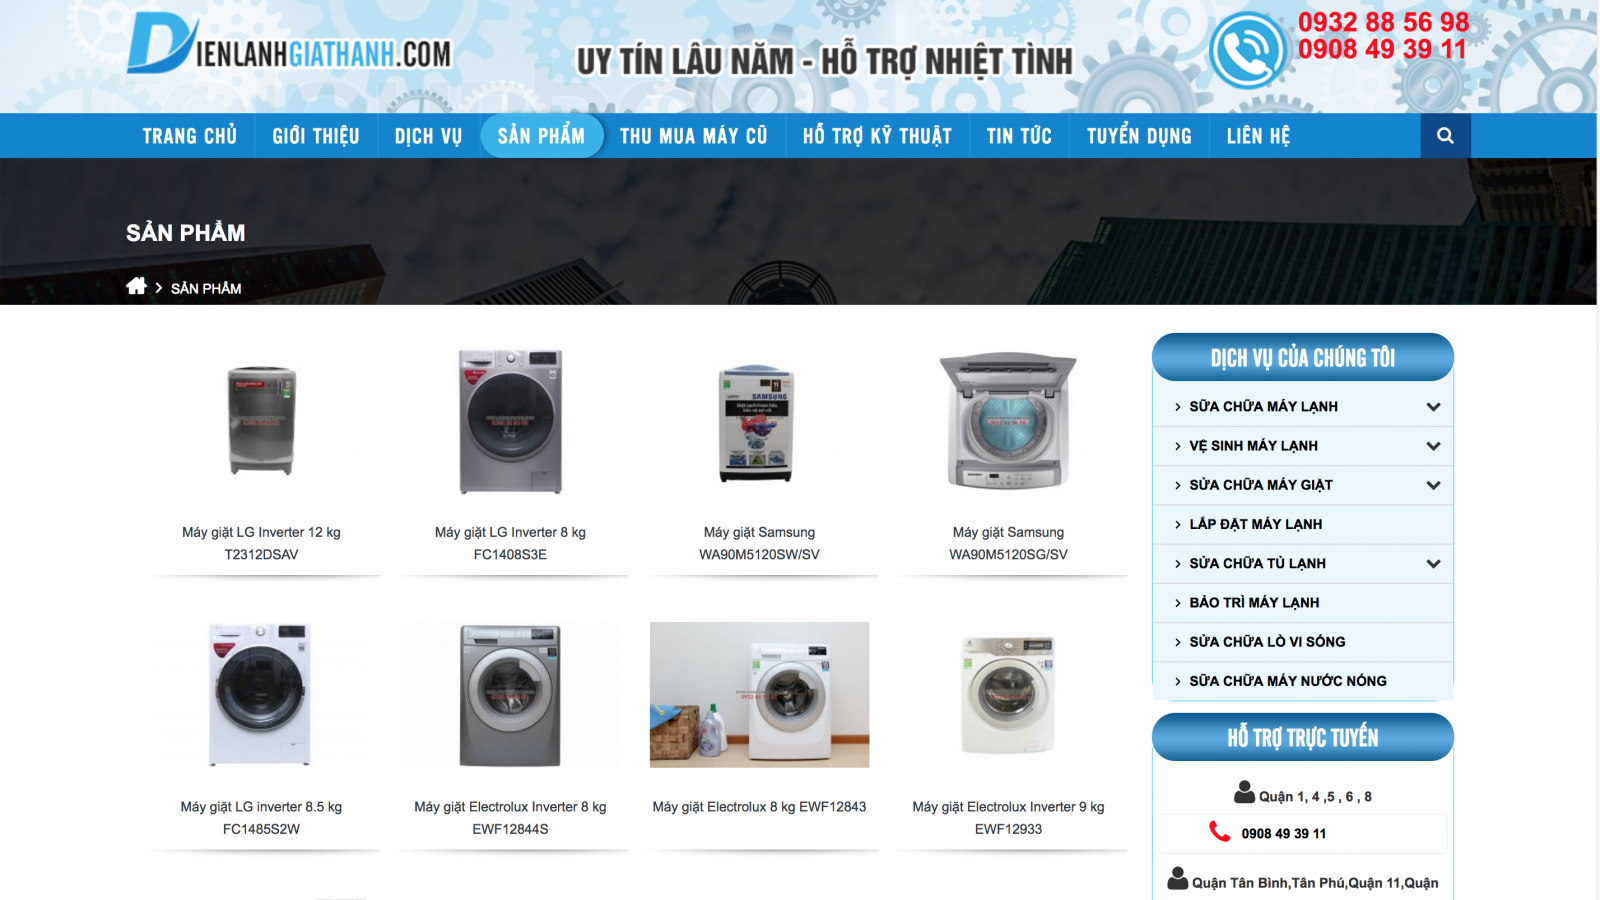 DIENLANHGIATHANH.COM
UY TÍN LÂU NĂM - HỖ TRỢ NHIỆT TÌNH
0932 88 56 98
0908 49 39 11
TRANG CHỦ GIỚI THIỆU DỊCH VỤ SẢN PHẨM THU MUA MÁY CŨ HỖ TRỢ KỸ THUẬT TIN TỨC TUYỂN DỤNG LIÊN HỆ
SẢN PHẨM
SẢN PHẨM
Máy giặt LG Inverter 12 kg
T2312DSAV
Máy giặt LG Inverter 8 kg
FC1408S3E
SAMSUNG
Máy giặt Samsung
WA90M5120SW/SV
Máy giặt Samsung
WA90M5120SG/SV
Máy giặt LG inverter 8.5 kg
FC1485S2W
Máy giặt Electrolux Inverter 8 kg
EWF12844S
Máy giặt Electrolux 8 kg EWF12843
Máy giặt Electrolux Inverter 9 kg
EWF12933
DỊCH VỤ CỦA CHÚNG TÔI
SỮA CHỮA MÁY LẠNH
VỆ SINH MÁY LẠNH
SỬA CHỮA MÁY GIẶT
LẮP ĐẶT MÁY LẠNH
SỬA CHỮA TỦ LẠNH
BẢO TRÌ MÁY LẠNH
SỬA CHỮA LÒ VI SÓNG
SỬA CHỮA MÁY NƯỚC NÓNG
HỖ TRỢ TRỰC TUYẾN
Quận 1, 4 ,5 , 6 , 8
0908 49 39 11
Quận Tân Bình,Tân Phú,Quận 11,Quận